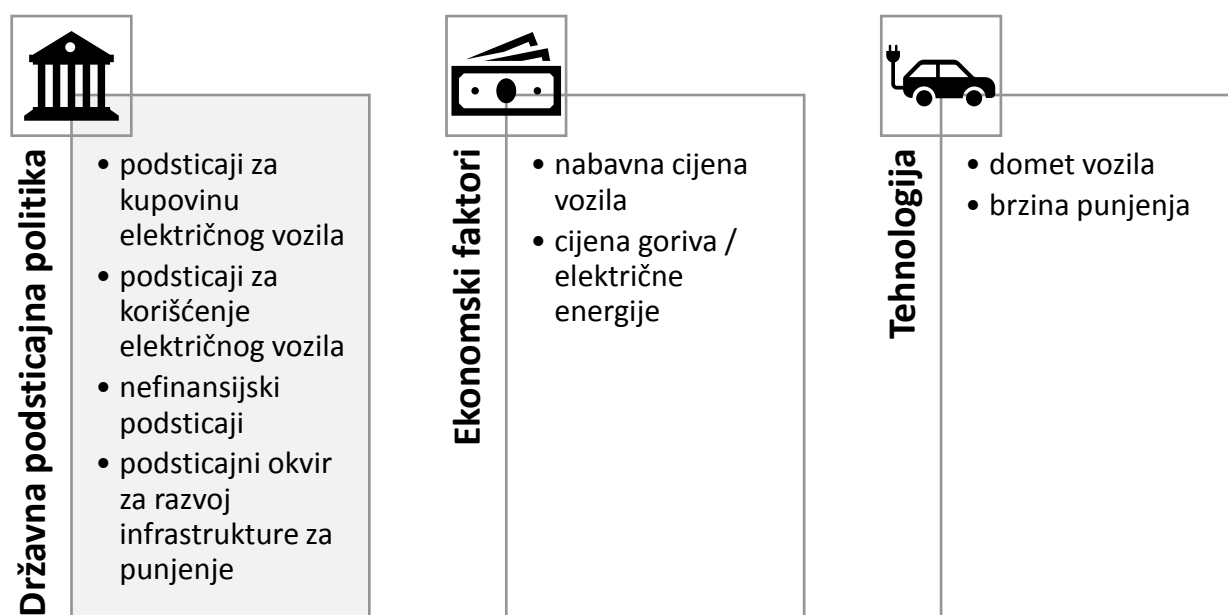 Državna podsticajna politika
• podsticaji za
kupovinu
električnog vozila
• podsticaji za
korišćenje
električnog vozila
• nefinansijski
podsticaji
• podsticajni okvir
za razvoj
infrastrukture za
punjenje
Ekonomski faktori
• nabavna cijena
vozila
• cijena goriva /
električne
energije
Tehnologija
• domet vozila
• brzina punjenja